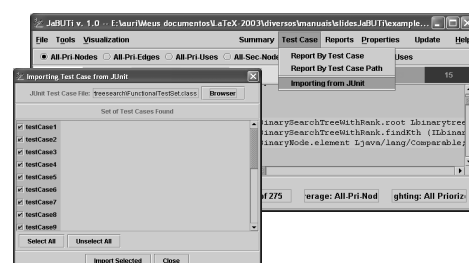 JaBUTi v. 1.0 -- E:\auri\Meus documentos\LaTeX-2003\diversos\manuais\slidesJaBUTi\example...
File Tools Visualization Summary Test Case Reports Properties Update Help
All-Pri-Nodes All-Pri-Edges All-Pri-Uses All-Sec-Node Uses
Report By Test Case
Report By Test Case Path
Importing from JUnit
15
Importing Test Case from JUnit
JUnit Test Case File: treesearch\FunctionalTestSet.class Browser
Set of Test Cases Found
testCase1
testCase2
testCase3
testCase4
testCase5
testCase6
testCase7
testCase8
testCase9
Select All Unselect All
Import Selected Close
inarySearchTreeWithRank.root Lbinarytree
inarySearchTreeWithRank.findKth (ILbinar
inaryNode.element Ljava/lang/Comparable;
of 275 erage: All-Pri-Nod ghting: All Prioriz